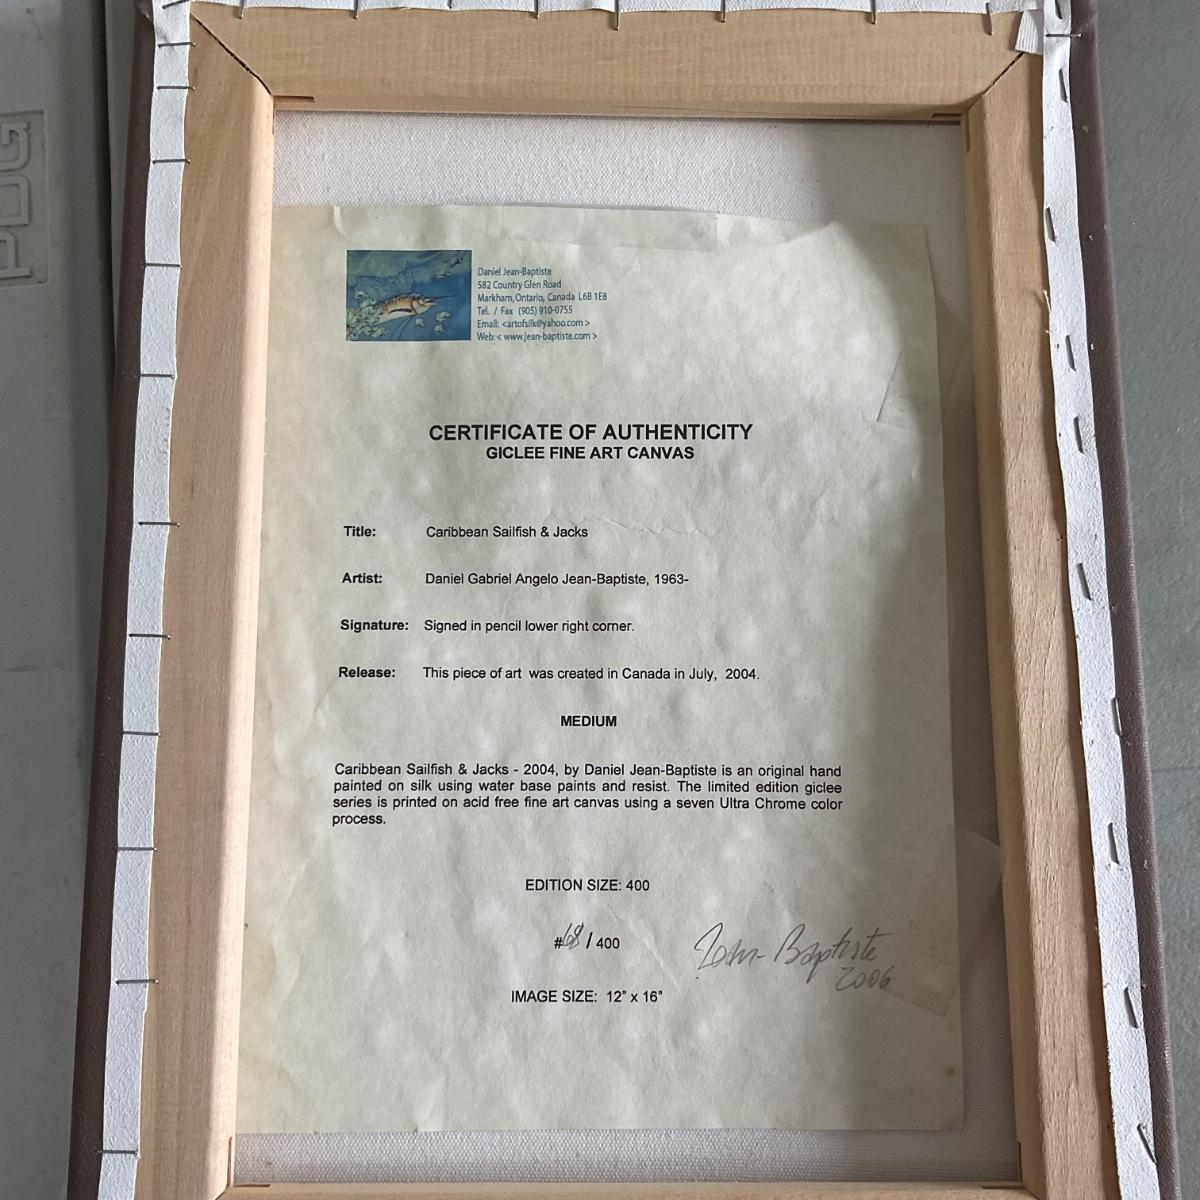 PDG
Daniel Jean-Baptiste
582 Country Glen Road
Markham, Ontario, Canada L6B 1E8
Tel. / Fax (905) 910-0755
Email: <artofsilk@yahoo.com >
Web:< www.jean-baptiste.com >
CERTIFICATE OF AUTHENTICITY
GICLEE FINE ART CANVAS
Title: Caribbean Sailfish & Jacks
Artist: Daniel Gabriel Angelo Jean-Baptiste, 1963-
Signature: Signed in pencil lower right corner.
Release: This piece of art was created in Canada in July, 2004.
MEDIUM
Caribbean Sailfish & Jacks - 2004, by Daniel Jean-Baptiste is an original hand
painted on silk using water base paints and resist. The limited edition giclee
series is printed on acid free fine art canvas using a seven Ultra Chrome color
process.
EDITION SIZE: 400
#68 / 400
Jean-Baptiste
2006
IMAGE SIZE: 12" x 16"